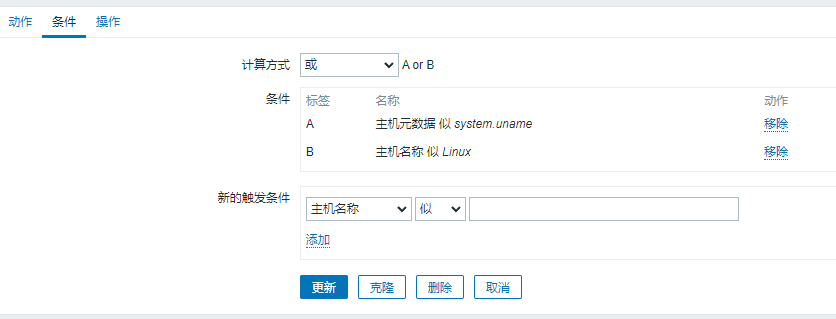 动作 条件 操作
计算方式 或 A or B
条件 标签 名称 动作
A 主机元数据 似 system.uname 移除
B 主机名称 似 Linux 移除
新的触发条件 主机名称 似
添加
更新 克隆 删除 取消